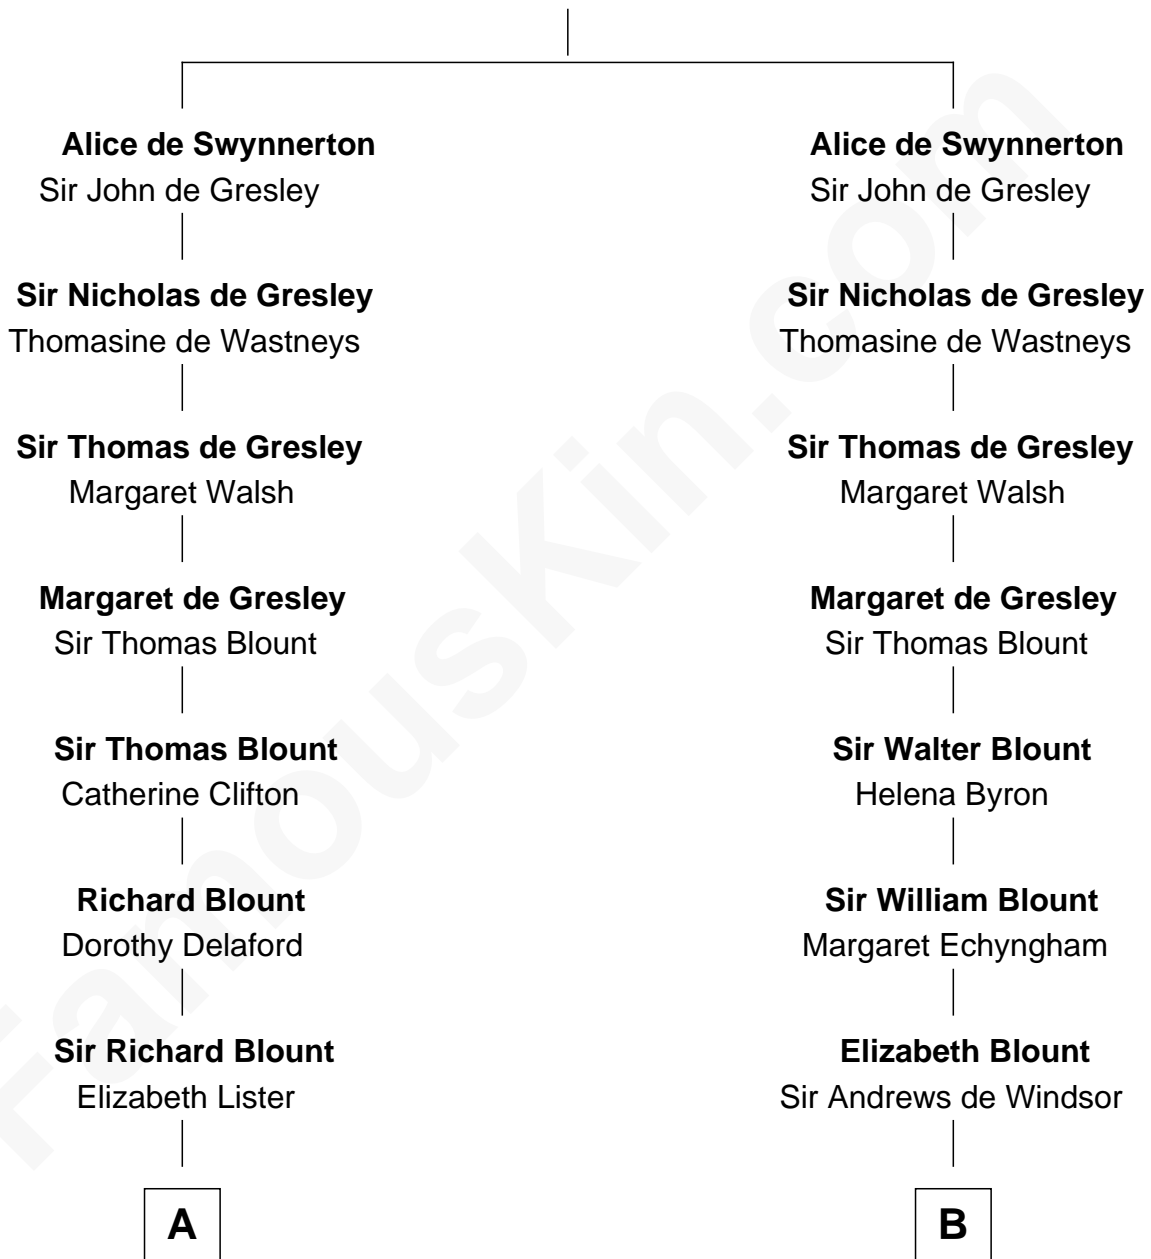 Alice de Swynnerton Alice de Swynnerton
Sir John de Gresley Sir John de Gresley
Sir Nicholas de Gresley Sir Nicholas de Gresley
Thomasine de Wastneys Thomasine de Wastneys
Sir Thomas de Gresley Sir Thomas de Gresley
Margaret Walsh Margaret Walsh
Margaret de Gresley Margaret de Gresley
Sir Thomas Blount Sir Thomas Blount
Sir Thomas Blount Sir Walter Blount
Catherine Clifton Helena Byron
Richard Blount Sir William Blount
Dorothy Delaford Margaret Echyngham
Sir Richard Blount Elizabeth Blount
Elizabeth Lister Sir Andrews de Windsor
A B
FamousKin.com